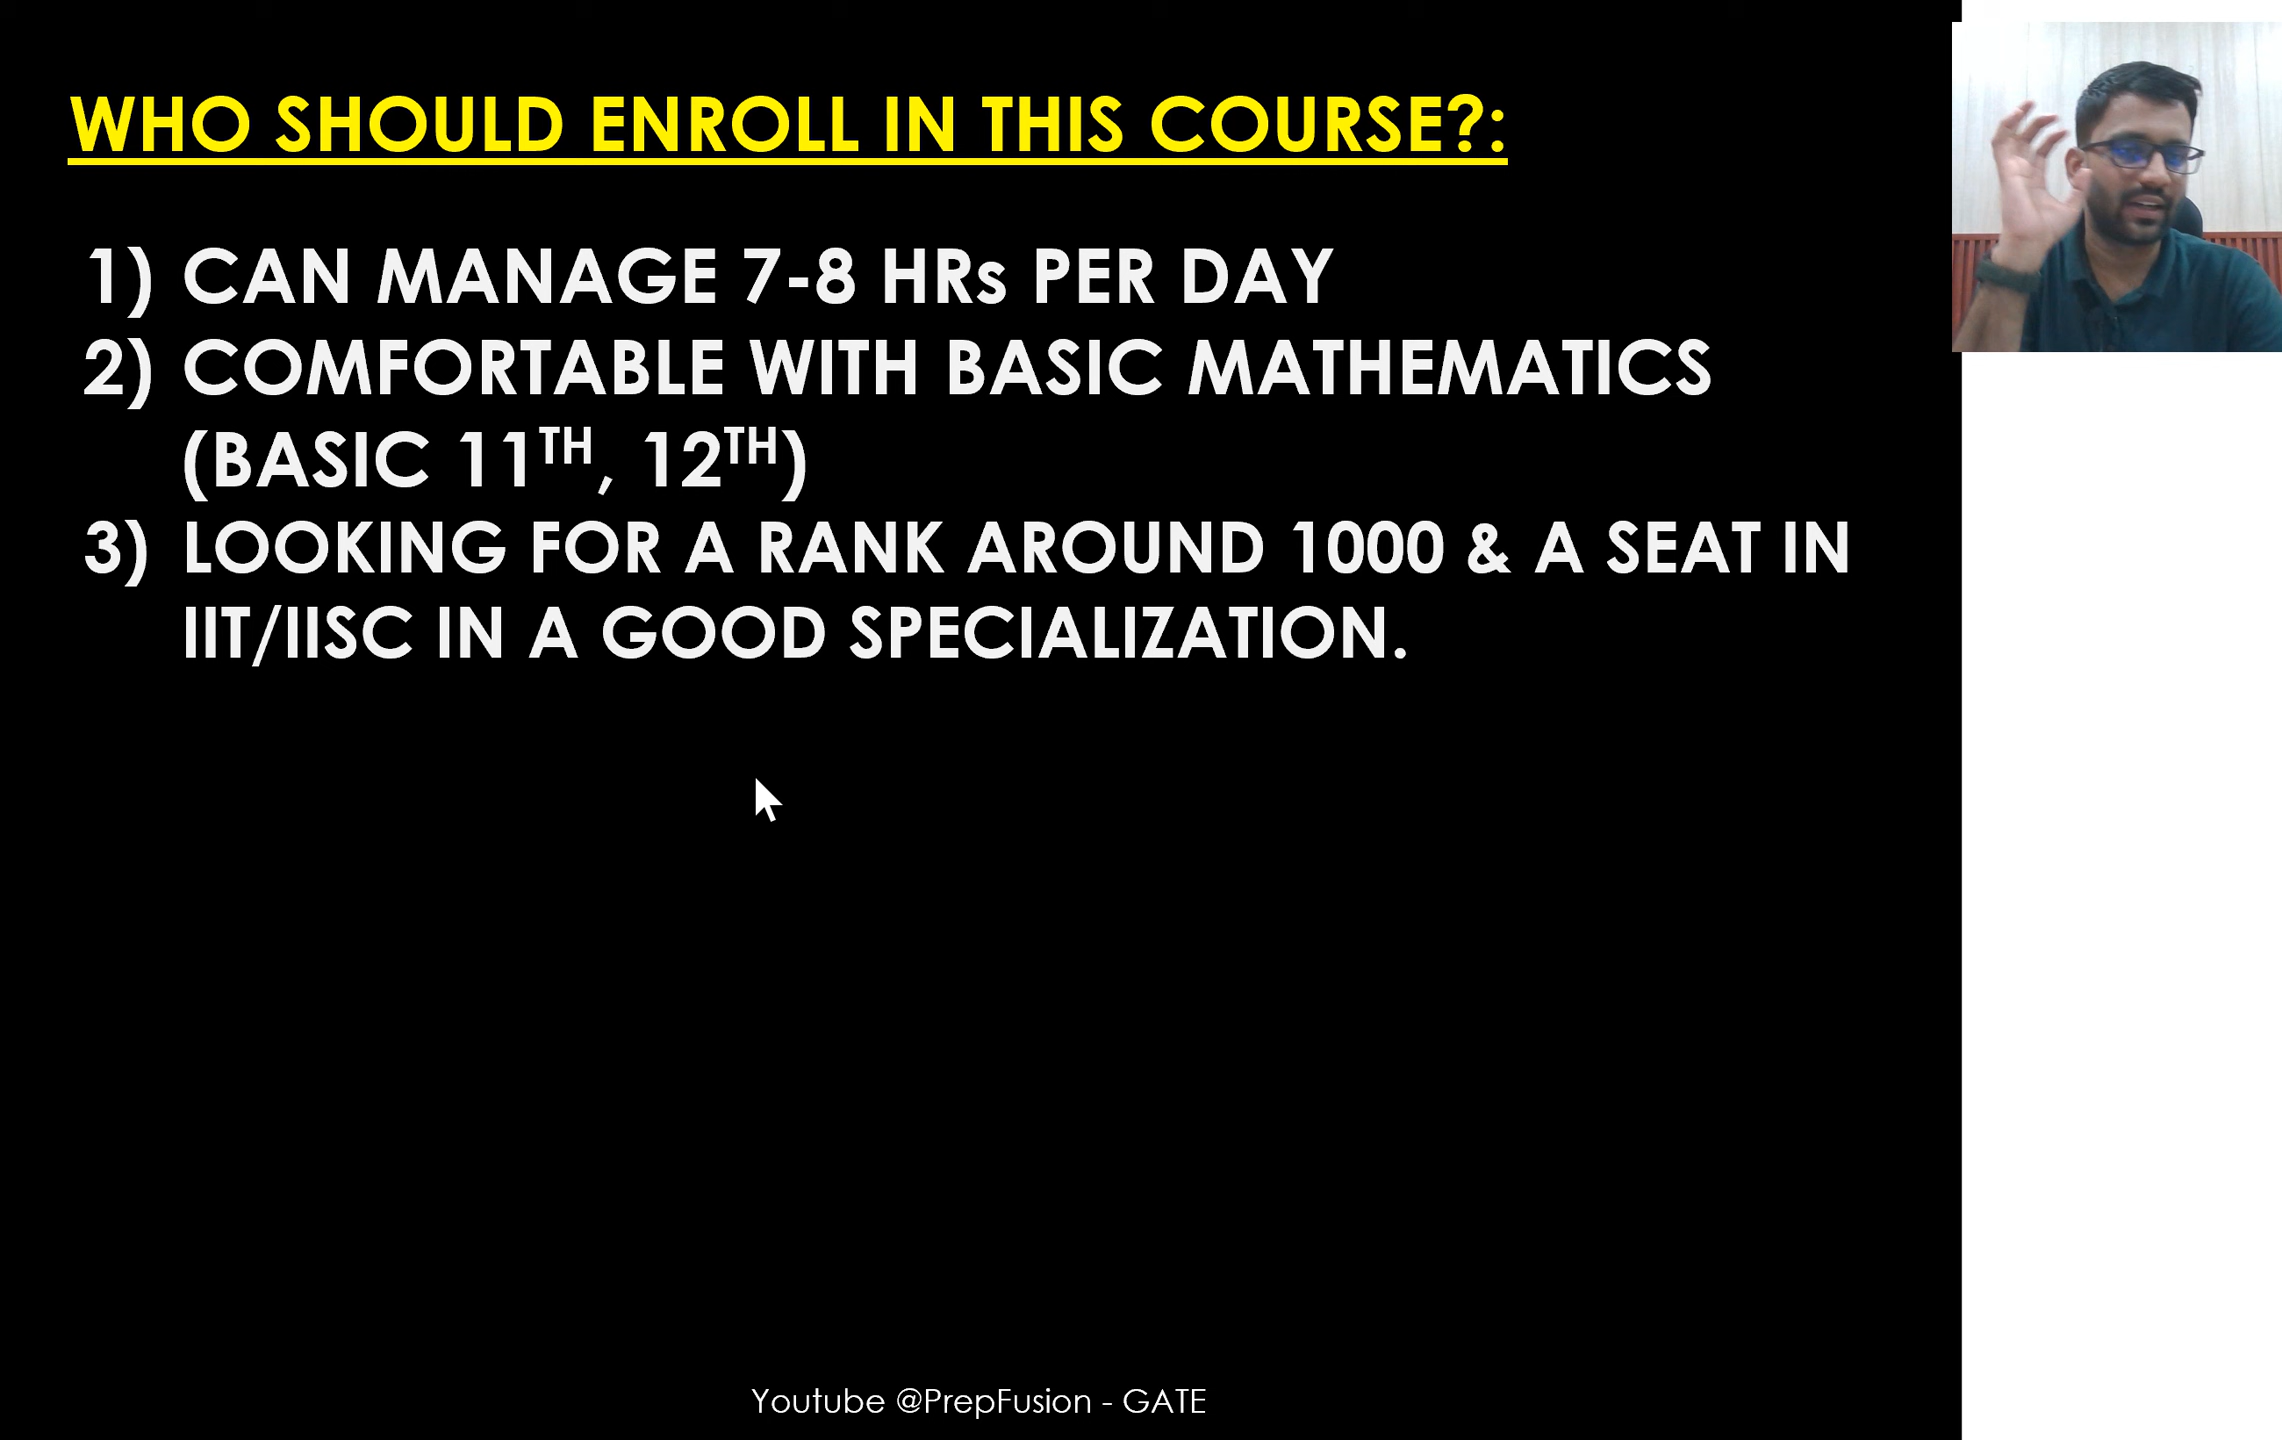 WHO SHOULD ENROLL IN THIS COURSE?:
1) CAN MANAGE 7-8 HRs PER DAY
2) COMFORTABLE WITH BASIC MATHEMATICS
(BASIC 11TH, 12TH)
3) LOOKING FOR A RANK AROUND 1000 & A SEAT IN
IIT/IISC IN A GOOD SPECIALIZATION.
Youtube @PrepFusion - GATE